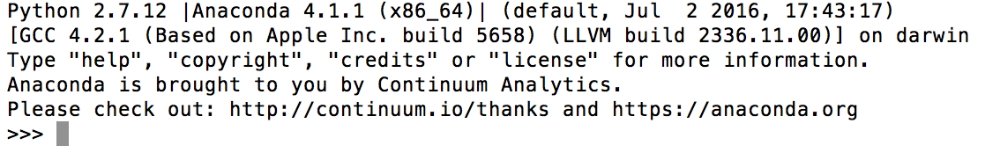 Python 2.7.12 |Anaconda 4.1.1 (x86_64)| (default, Jul  2 2016, 17:43:17)
[GCC 4.2.1 (Based on Apple Inc. build 5658) (LLVM build 2336.11.00)] on darwin
Type "help", "copyright", "credits" or "license" for more information.
Anaconda is brought to you by Continuum Analytics.
Please check out: http://continuum.io/thanks and https://anaconda.org
>>>